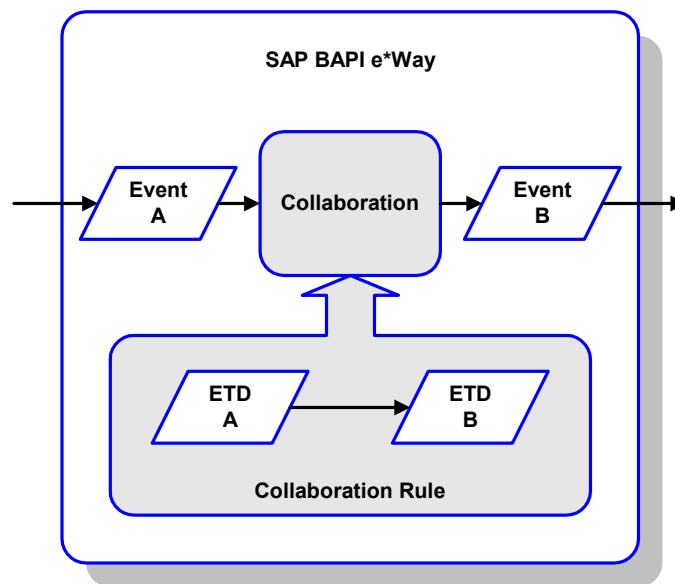 SAP BAPI e*Way
Event
A
Collaboration
Event
B
ETD
A
ETD
B
Collaboration Rule